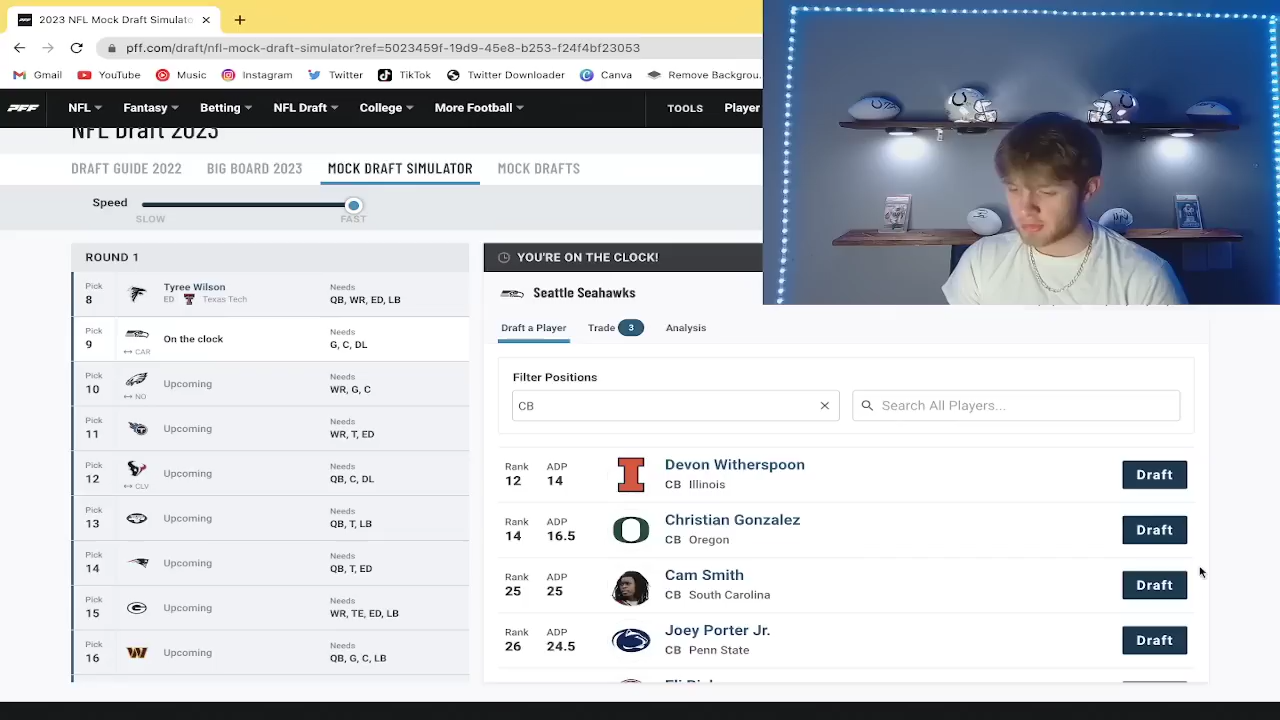 2023 NFL Mock Draft Simulato
pff.com/draft/nfl-mock-draft-simulator?ref=5023459f-19d9-45e8-b253-f24f4bf23053
Gmail YouTube Music Instagram Twitter TikTok Twitter Downloader Canva Remove Backgrou...
PFF NFL Fantasy Betting NFL Draft College More Football TOOLS Player
NFL Draft 2023
DRAFT GUIDE 2022 BIG BOARD 2023 MOCK DRAFT SIMULATOR MOCK DRAFTS
Speed
SLOW FAST
ROUND 1
Pick 8 Tyree Wilson Needs
ED Texas Tech QB, WR, ED, LB
Pick 9 On the clock Needs
CAR G, C, DL
Pick 10 Upcoming Needs
NO WR, G, C
Pick 11 Upcoming Needs
WR, T, ED
Pick 12 Upcoming Needs
CLV QB, C, DL
Pick 13 Upcoming Needs
QB, T, LB
Pick 14 Upcoming Needs
QB, T, ED
Pick 15 Upcoming Needs
WR, TE, ED, LB
Pick 16 Upcoming Needs
QB, G, C, LB
YOU'RE ON THE CLOCK!
Seattle Seahawks
Draft a Player Trade 3 Analysis
Filter Positions
CB Search All Players...
Rank ADP Devon Witherspoon
12 14 CB Illinois Draft
Rank ADP Christian Gonzalez
14 16.5 CB Oregon Draft
Rank ADP Cam Smith
25 25 CB South Carolina Draft
Rank ADP Joey Porter Jr.
26 24.5 CB Penn State Draft